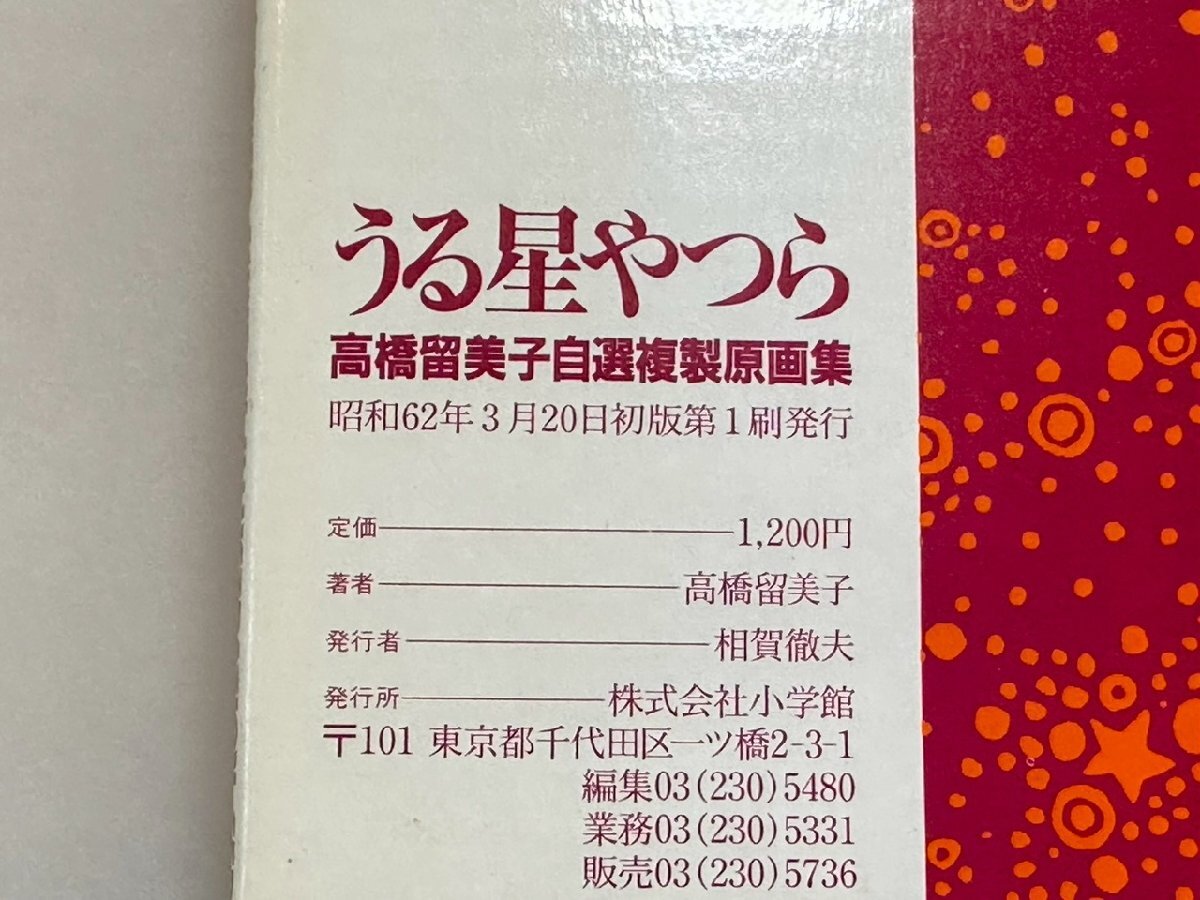 うる星やつら
高橋留美子自選複製原画集
昭和62年3月20日初版第1刷発行
定価――1,200円
著者――高橋留美子
発行者――相賀徹夫
発行所――株式会社小学館
〒101 東京都千代田区一ツ橋2-3-1
編集03(230)5480
業務03(230)5331
販売03(230)5736